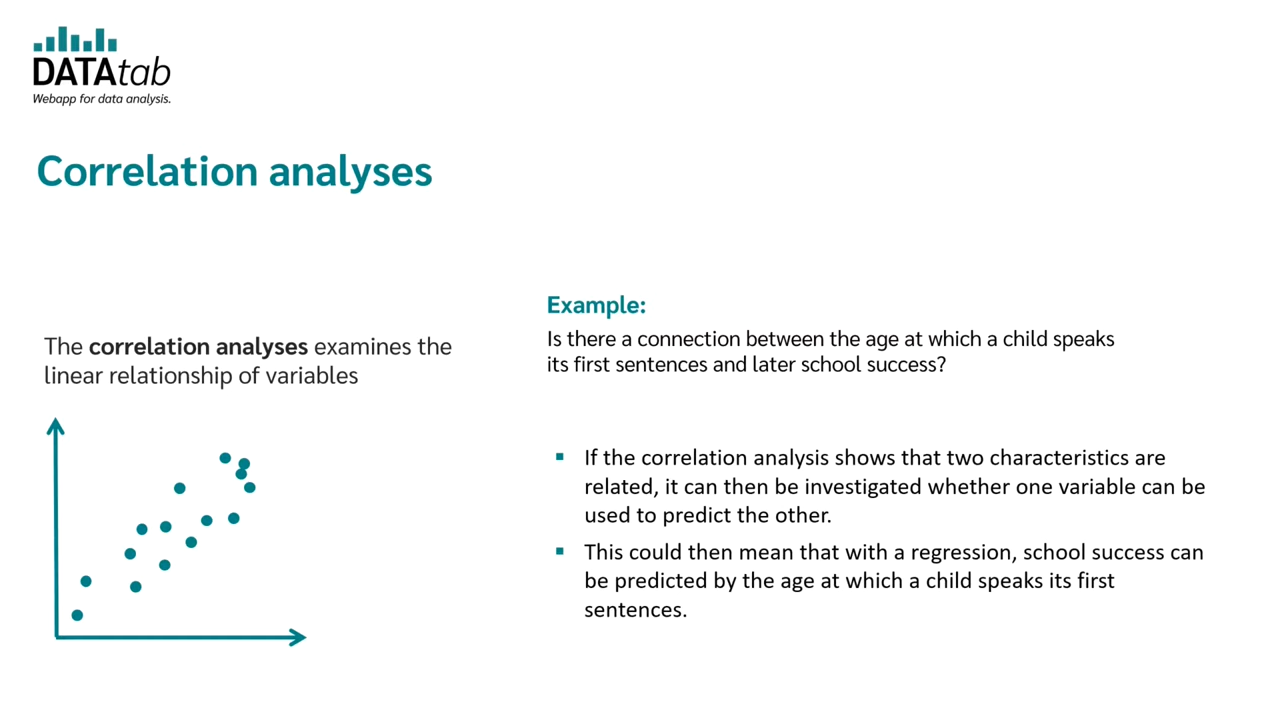 DATAtab
Webapp for data analysis.
Correlation analyses
The correlation analyses examines the
linear relationship of variables
Example:
Is there a connection between the age at which a child speaks
its first sentences and later school success?
If the correlation analysis shows that two characteristics are
related, it can then be investigated whether one variable can be
used to predict the other.
This could then mean that with a regression, school success can
be predicted by the age at which a child speaks its first
sentences.